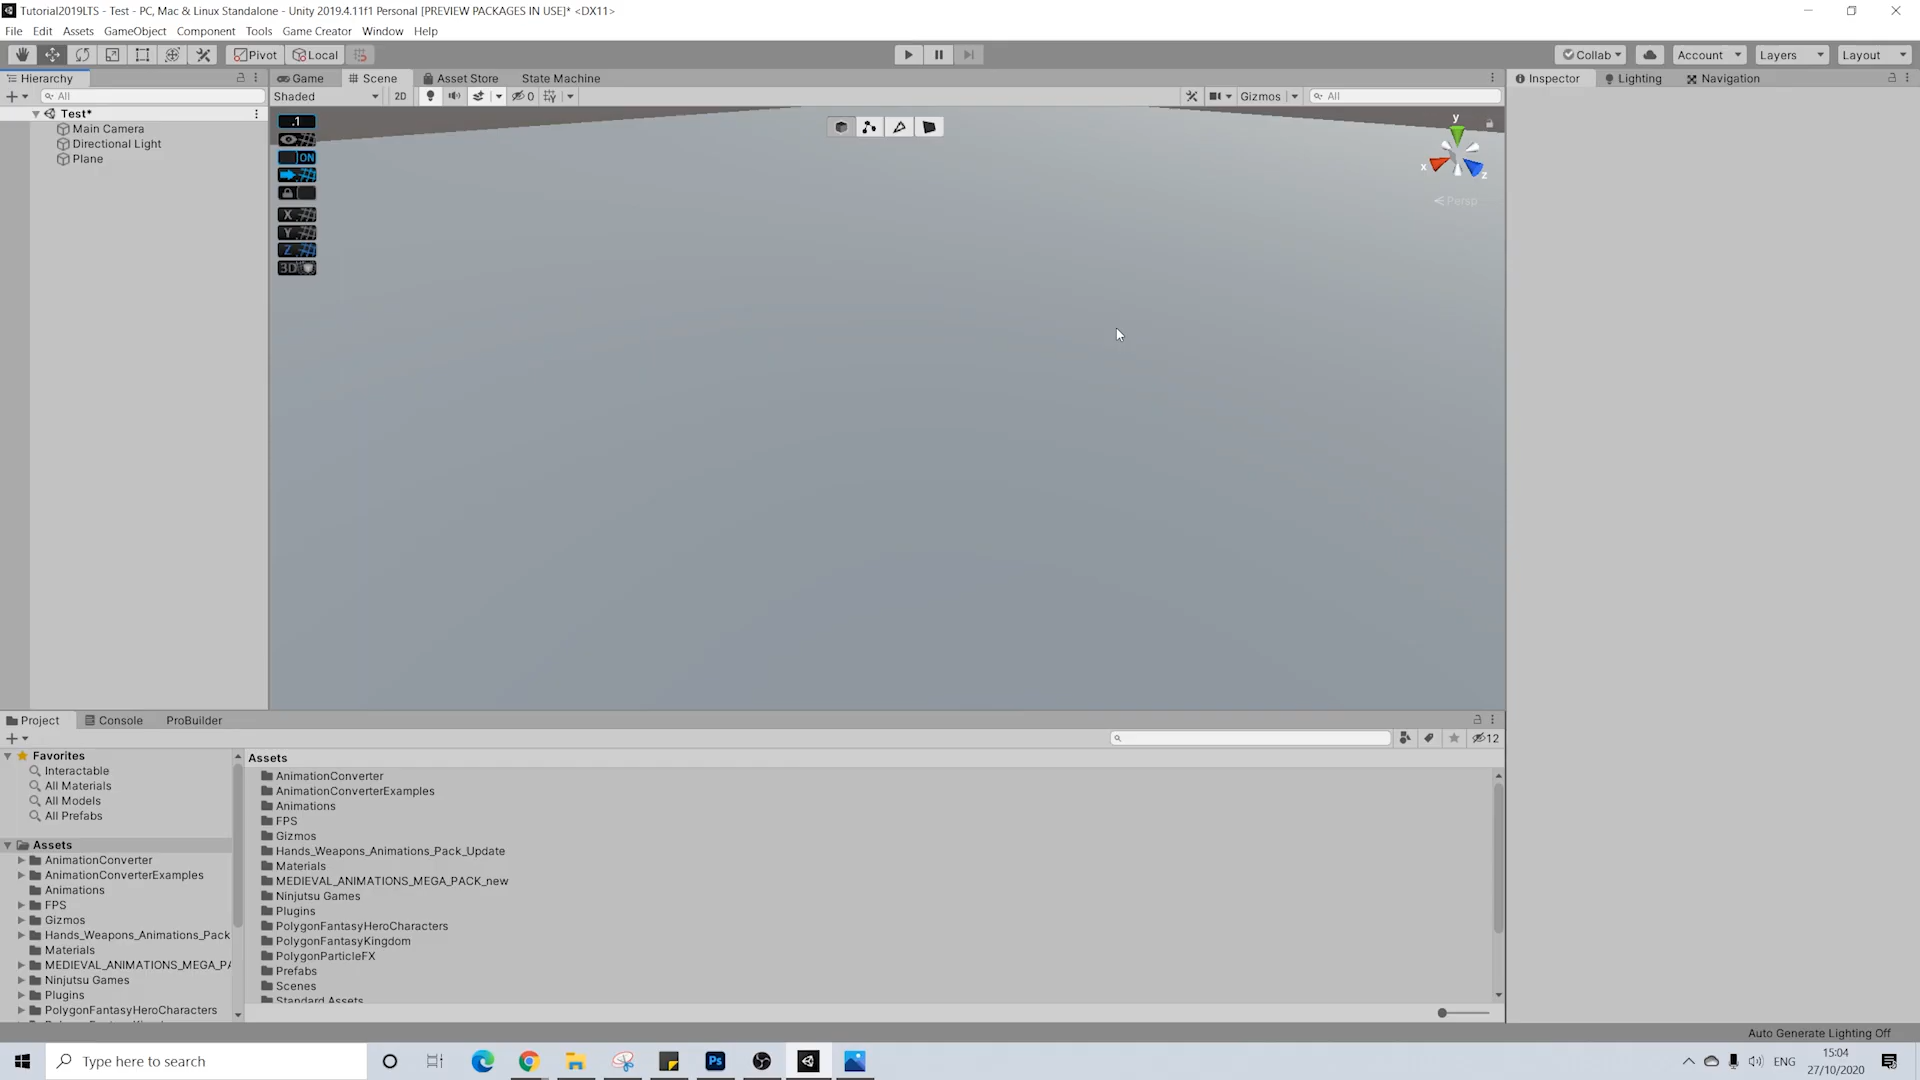 Tutorial2019LTS - Test - PC, Mac & Linux Standalone - Unity 2019.4.11f1 Personal [PREVIEW PACKAGES IN USE]* <DX11>
File Edit Assets GameObject Component Tools Game Creator Window Help
Pivot Local Collab Account Layers Layout
Hierarchy Game Scene Asset Store State Machine Inspector Lighting Navigation
All Shaded 2D 0 Gizmos All
Test*
Main Camera
Directional Light
Plane
.1
ON
X
Y
Z
3D
y
x
z
Persp
Project Console ProBuilder
12
Favorites
Interactable
All Materials
All Models
All Prefabs
Assets
AnimationConverter
AnimationConverterExamples
Animations
FPS
Gizmos
Hands_Weapons_Animations_Pack
Materials
MEDIEVAL_ANIMATIONS_MEGA_PA
Ninjutsu Games
Plugins
PolygonFantasyHeroCharacters
Assets
AnimationConverter
AnimationConverterExamples
Animations
FPS
Gizmos
Hands_Weapons_Animations_Pack_Update
Materials
MEDIEVAL_ANIMATIONS_MEGA_PACK_new
Ninjutsu Games
Plugins
PolygonFantasyHeroCharacters
PolygonFantasyKingdom
PolygonParticleFX
Prefabs
Scenes
Standard Assets
Auto Generate Lighting Off
Type here to search
Ps
ENG
15:04
27/10/2020